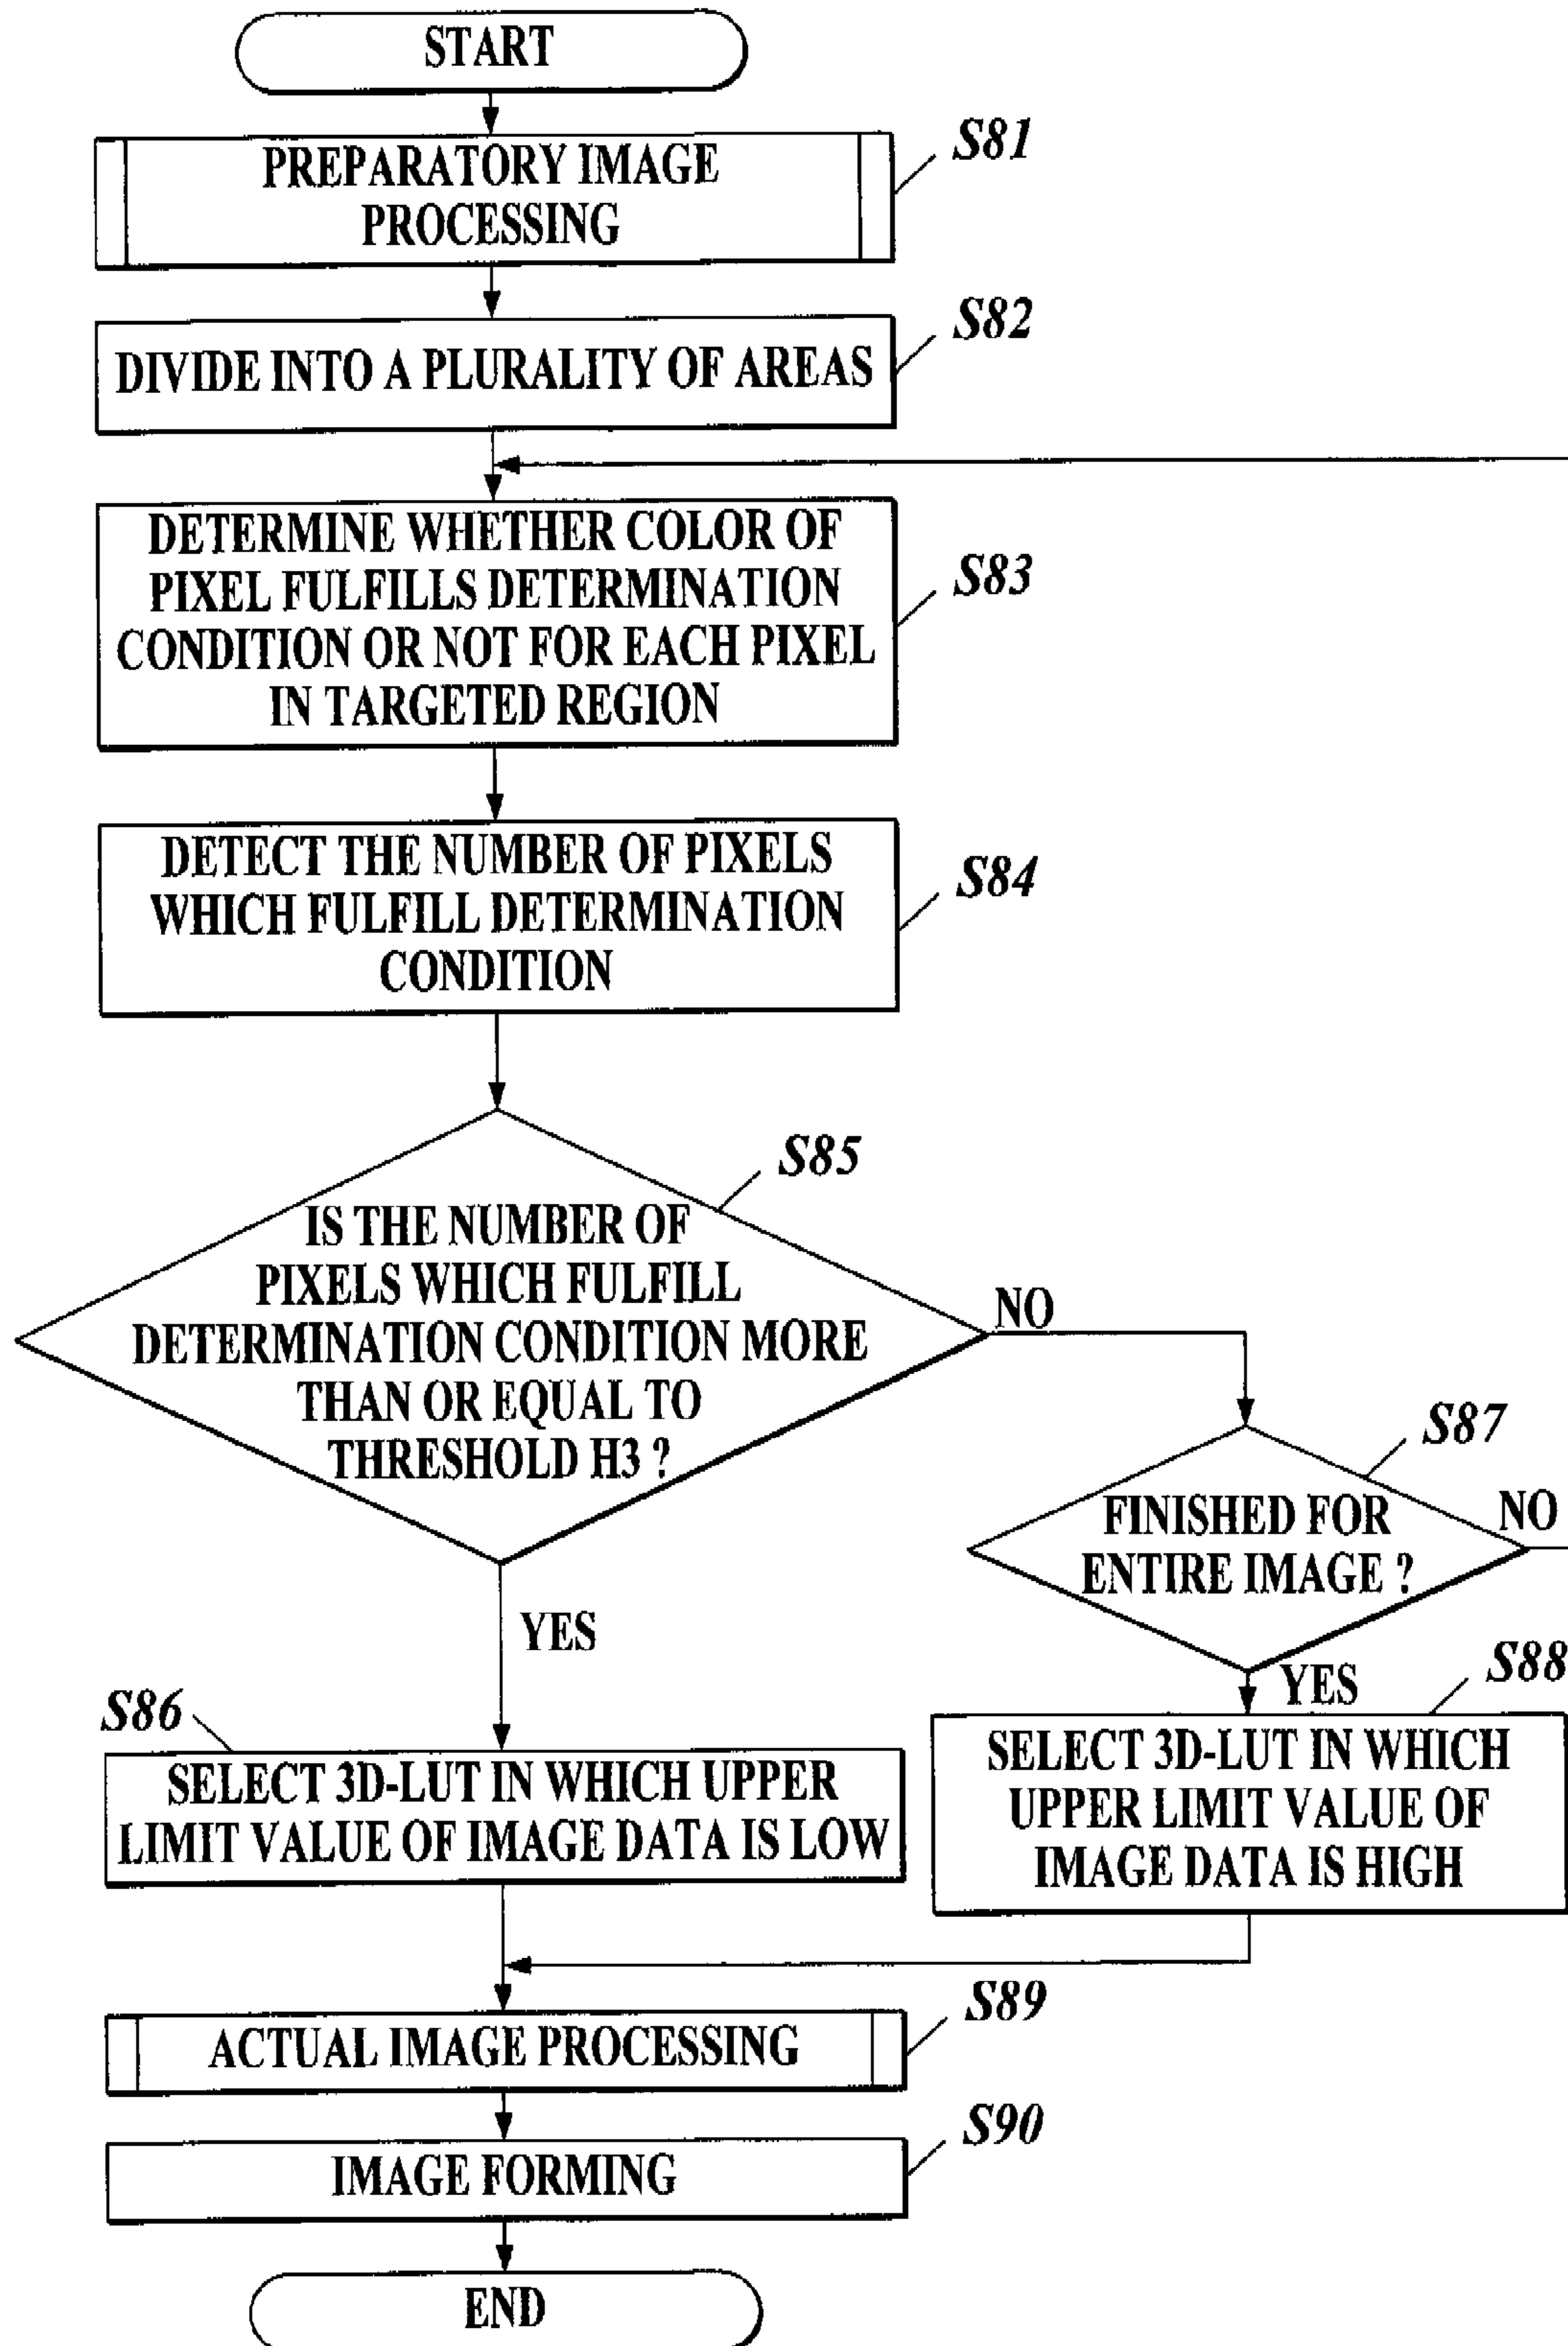 START
S81
PREPARATORY IMAGE
PROCESSING
S82
DIVIDE INTO A PLURALITY OF AREAS
S83
DETERMINE WHETHER COLOR OF
PIXEL FULFILLS DETERMINATION
CONDITION OR NOT FOR EACH PIXEL
IN TARGETED REGION
S84
DETECT THE NUMBER OF PIXELS
WHICH FULFILL DETERMINATION
CONDITION
S85
IS THE NUMBER OF
PIXELS WHICH FULFILL
DETERMINATION CONDITION MORE
THAN OR EQUAL TO
THRESHOLD H3 ?
NO
S87
FINISHED FOR
ENTIRE IMAGE ?
NO
YES
YES
S88
SELECT 3D-LUT IN WHICH
UPPER LIMIT VALUE OF
IMAGE DATA IS HIGH
S86
SELECT 3D-LUT IN WHICH UPPER
LIMIT VALUE OF IMAGE DATA IS LOW
S89
ACTUAL IMAGE PROCESSING
S90
IMAGE FORMING
END